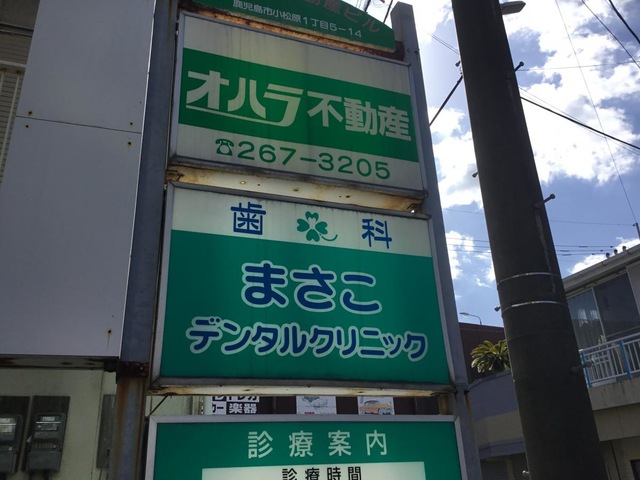 鹿児島市小松原1丁目5-14
オハラ不動産
☎267-3205
歯科
まさこ
デンタルクリニック
楽器
診療案内
診療時間